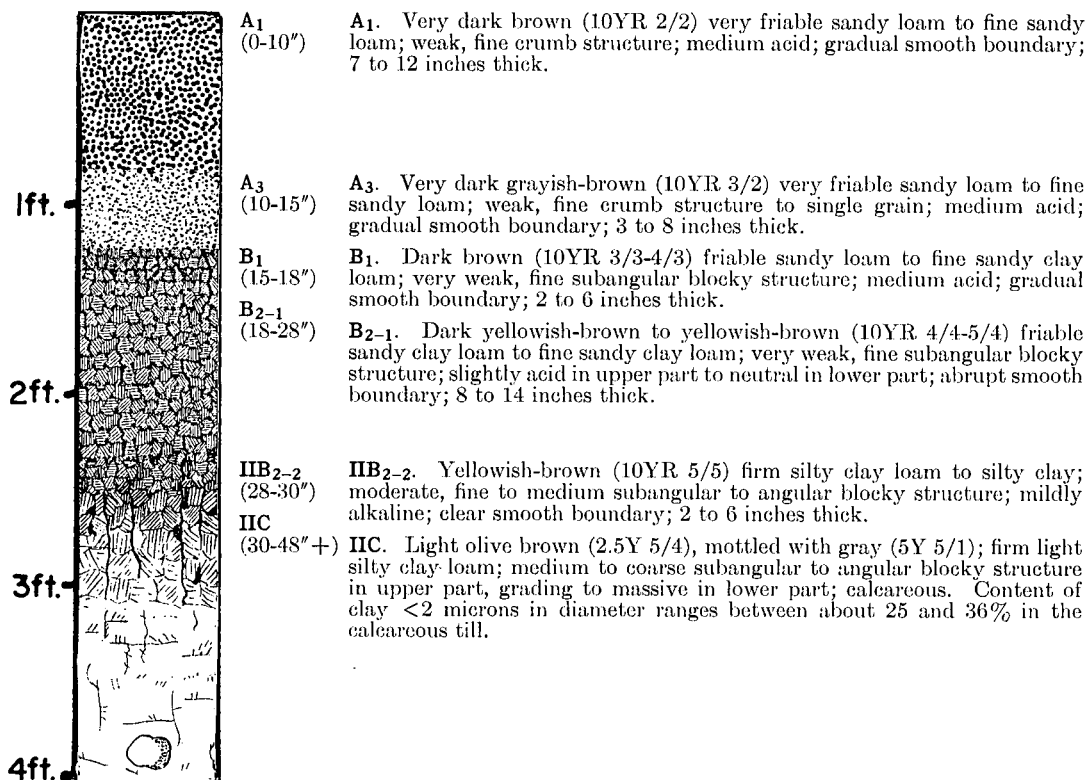 A1
(0-10″)
A1. Very dark brown (10YR 2/2) very friable sandy loam to fine sandy
loam; weak, fine crumb structure; medium acid; gradual smooth boundary;
7 to 12 inches thick.
1ft.
A3
(10-15″)
A3. Very dark grayish-brown (10YR 3/2) very friable sandy loam to fine
sandy loam; weak, fine crumb structure to single grain; medium acid;
gradual smooth boundary; 3 to 8 inches thick.
B1
(15-18″)
B1. Dark brown (10YR 3/3-4/3) friable sandy loam to fine sandy clay
loam; very weak, fine subangular blocky structure; medium acid; gradual
smooth boundary; 2 to 6 inches thick.
B2-1
(18-28″)
B2-1. Dark yellowish-brown to yellowish-brown (10YR 4/4-5/4) friable
sandy clay loam to fine sandy clay loam; very weak, fine subangular blocky
structure; slightly acid in upper part to neutral in lower part; abrupt smooth
boundary; 8 to 14 inches thick.
2ft.
IIB2-2
(28-30″)
IIB2-2. Yellowish-brown (10YR 5/5) firm silty clay loam to silty clay;
moderate, fine to medium subangular to angular blocky structure; mildly
alkaline; clear smooth boundary; 2 to 6 inches thick.
IIC
(30-48″+)
IIC. Light olive brown (2.5Y 5/4), mottled with gray (5Y 5/1); firm light
silty clay loam; medium to coarse subangular to angular blocky structure
in upper part, grading to massive in lower part; calcareous. Content of
clay <2 microns in diameter ranges between about 25 and 36% in the
calcareous till.
3ft.
4ft.